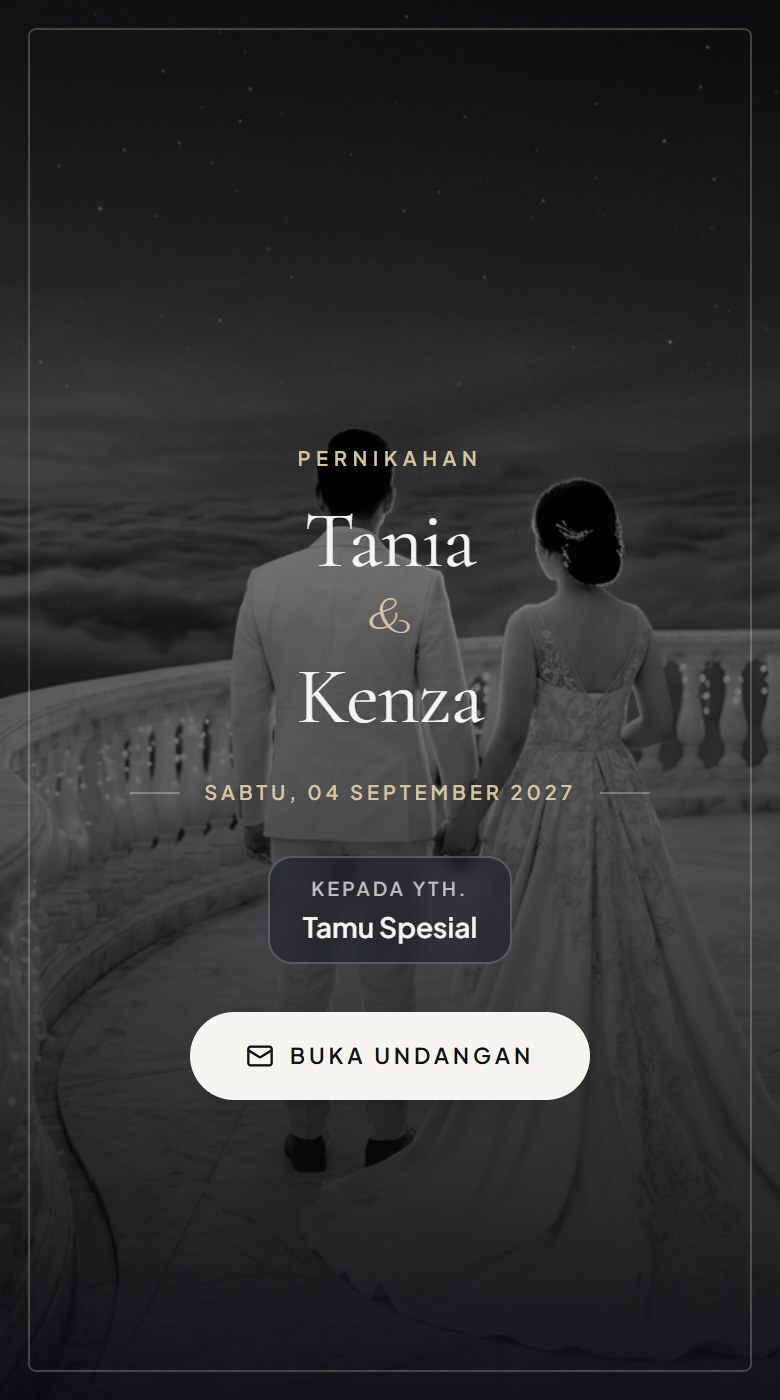 PERNIKAHAN
Tania
&
Kenza
SABTU, 04 SEPTEMBER 2027
KEPADA YTH.
Tamu Spesial
BUKA UNDANGAN